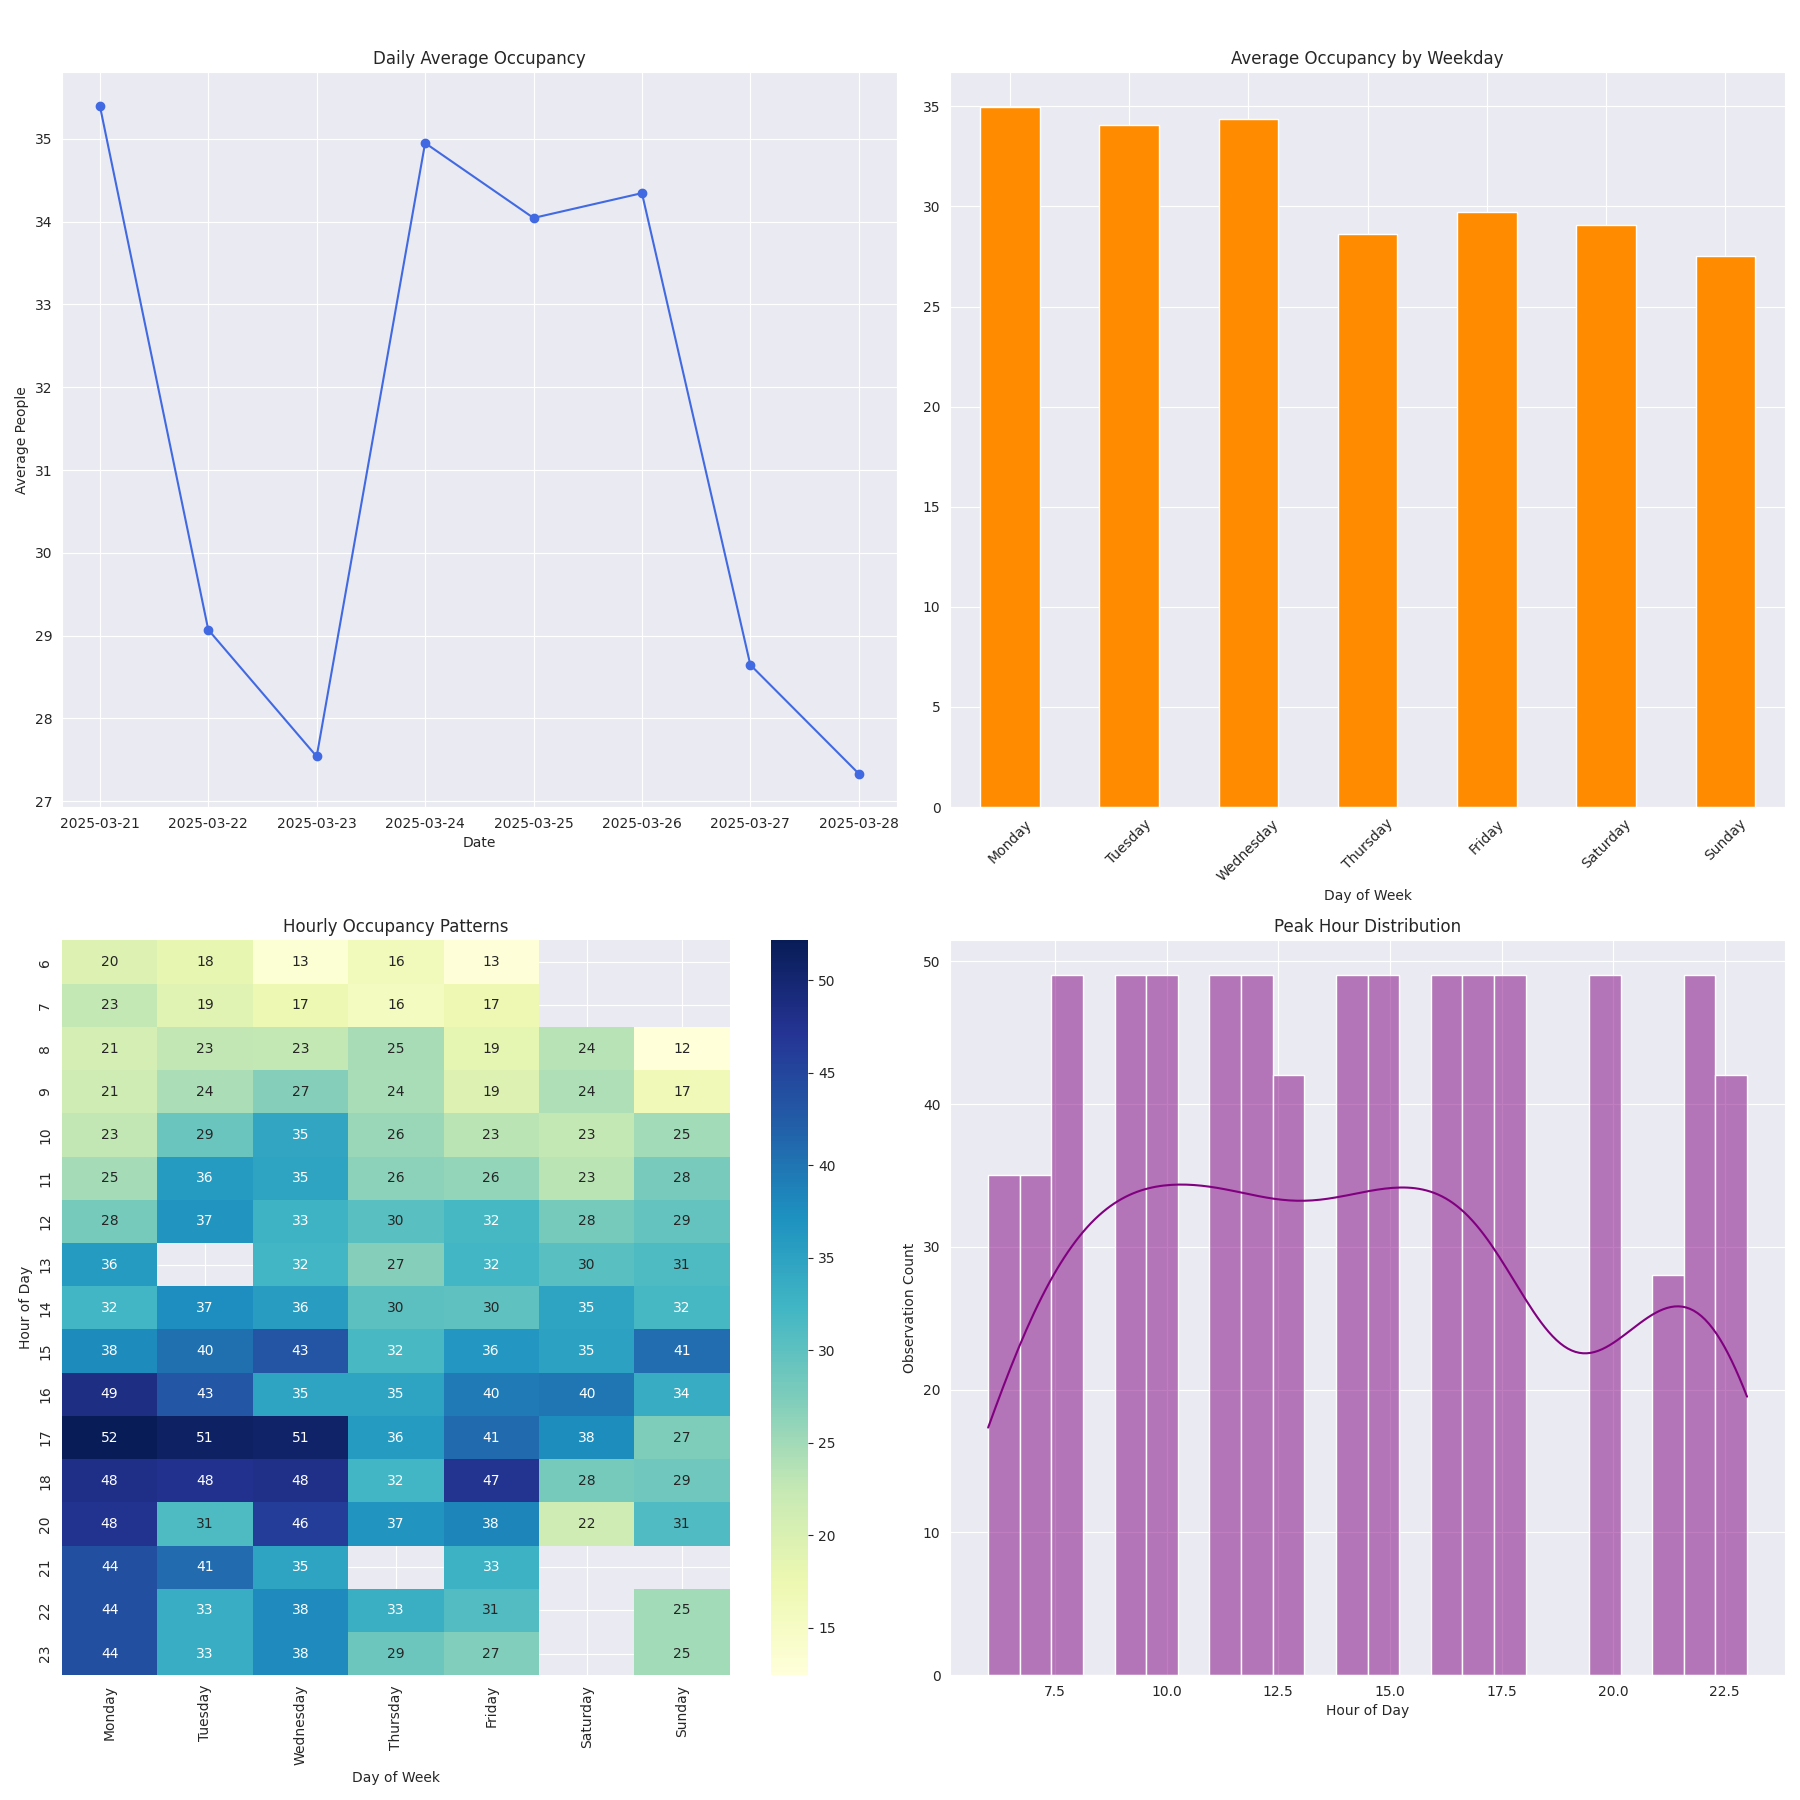 Daily Average Occupancy
Average People
35
34
33
32
31
30
29
28
27
2025-03-21 2025-03-22 2025-03-23 2025-03-24 2025-03-25 2025-03-26 2025-03-27 2025-03-28
Date
Average Occupancy by Weekday
35
30
25
20
15
10
5
0
Monday Tuesday Wednesday Thursday Friday Saturday Sunday
Day of Week
Hourly Occupancy Patterns
Hour of Day
6 20 18 13 16 13
7 23 19 17 16 17
8 21 23 23 25 19 24 12
9 21 24 27 24 19 24 17
10 23 29 35 26 23 23 25
11 25 36 35 26 26 23 28
12 28 37 33 30 32 28 29
13 36 32 27 32 30 31
14 32 37 36 30 30 35 32
15 38 40 43 32 36 35 41
16 49 43 35 35 40 40 34
17 52 51 51 36 41 38 27
18 48 48 48 32 47 28 29
20 48 31 46 37 38 22 31
21 44 41 35 33
22 44 33 38 33 31 25
23 44 33 38 29 27 25
Monday Tuesday Wednesday Thursday Friday Saturday Sunday
Day of Week
50
45
40
35
30
25
20
15
Peak Hour Distribution
Observation Count
50
40
30
20
10
0
7.5 10.0 12.5 15.0 17.5 20.0 22.5
Hour of Day